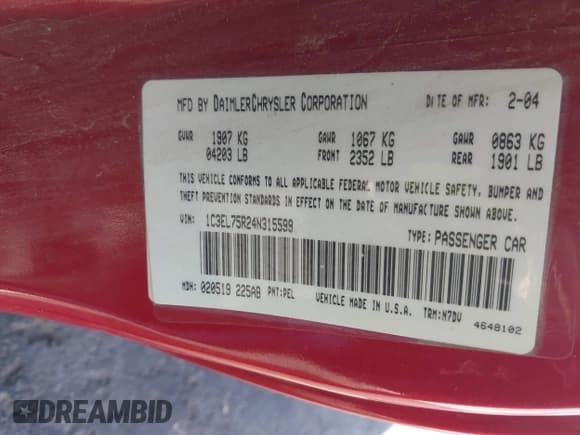 MFD BY DAIMLERCHRYSLER CORPORATION DATE OF MFR: 2-04
GVWR 1907 KG GAWR 1067 KG GAWR 0863 KG
04203 LB FRONT 2352 LB REAR 1901 LB
THIS VEHICLE CONFORMS TO ALL APPLICABLE FEDERAL MOTOR VEHICLE SAFETY, BUMPER AND
THEFT PREVENTION STANDARDS IN EFFECT ON THE DATE OF MANUFACTURE SHOWN ABOVE.
VIN: 1C3EL75R24N315599 TYPE: PASSENGER CAR
MDH: 020519 225AB PNT: PEL VEHICLE MADE IN U.S.A. TRM: N7DV
4648102
DREAMBID